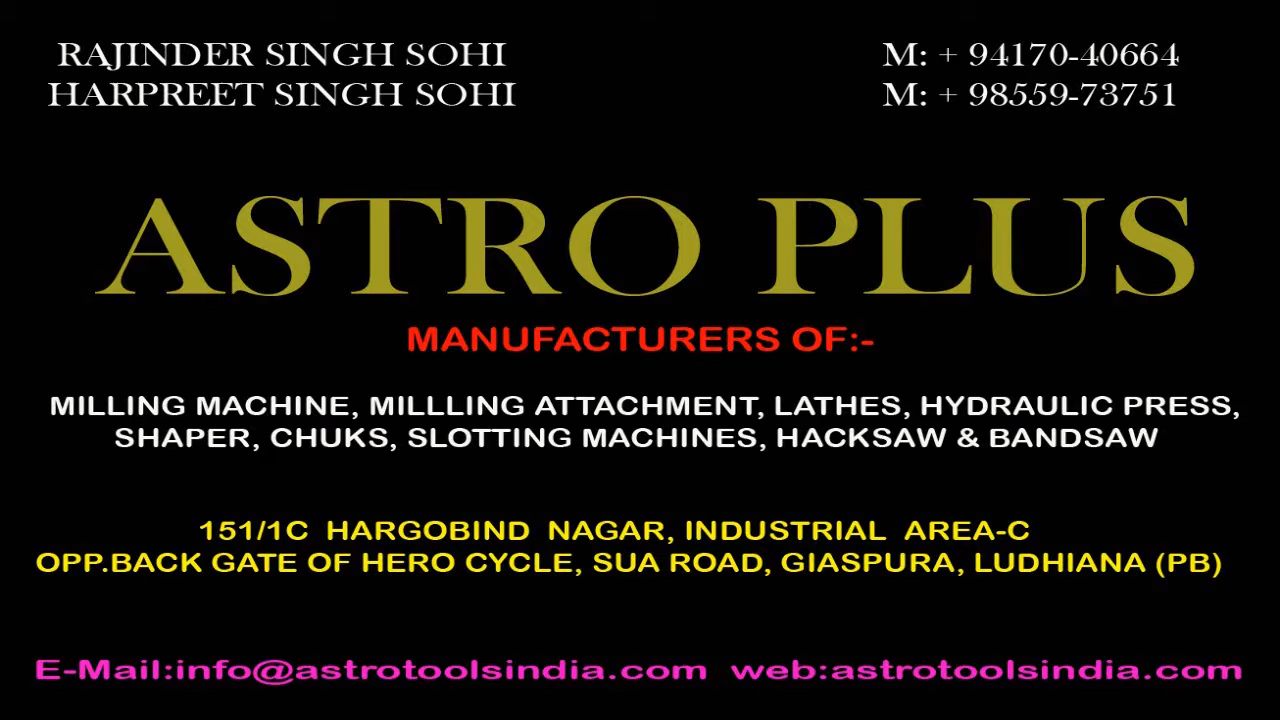 RAJINDER SINGH SOHI M: + 94170-40664
HARPREET SINGH SOHI M: + 98559-73751
ASTRO PLUS
MANUFACTURERS OF:-
MILLING MACHINE, MILLLING ATTACHMENT, LATHES, HYDRAULIC PRESS,
SHAPER, CHUKS, SLOTTING MACHINES, HACKSAW & BANDSAW
151/1C HARGOBIND NAGAR, INDUSTRIAL AREA-C
OPP.BACK GATE OF HERO CYCLE, SUA ROAD, GIASPURA, LUDHIANA (PB)
E-Mail:info@astrotoolsindia.com web:astrotoolsindia.com